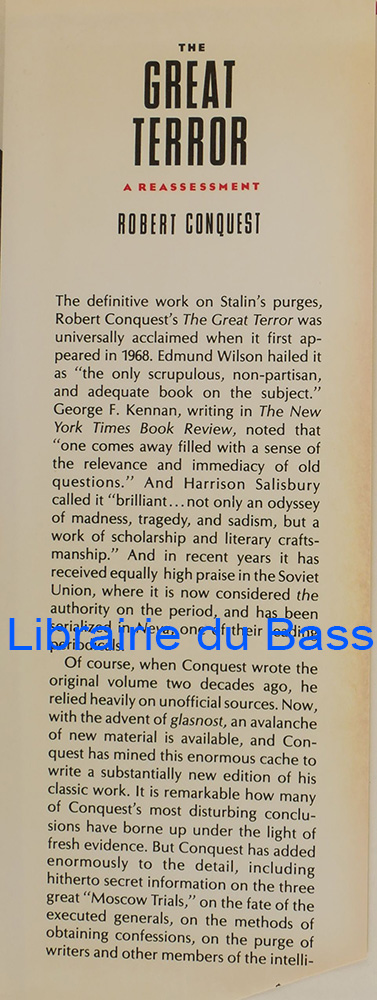 THE
GREAT
TERROR
A REASSESSMENT
ROBERT CONQUEST
The definitive work on Stalin's purges,
Robert Conquest's The Great Terror was
universally acclaimed when it first ap-
peared in 1968. Edmund Wilson hailed it
as "the only scrupulous, non-partisan,
and adequate book on the subject."
George F. Kennan, writing in The New
York Times Book Review, noted that
"one comes away filled with a sense of
the relevance and immediacy of old
questions." And Harrison Salisbury
called it "brilliant...not only an odyssey
of madness, tragedy, and sadism, but a
work of scholarship and literary crafts-
manship." And in recent years it has
received equally high praise in the Soviet
Union, where it is now considered the
authority on the period, and has been
serialized in Neva, one of their leading
periodicals.
Librairie du Bass
Of course, when Conquest wrote the
original volume two decades ago, he
relied heavily on unofficial sources. Now,
with the advent of glasnost, an avalanche
of new material is available, and Con-
quest has mined this enormous cache to
write a substantially new edition of his
classic work. It is remarkable how many
of Conquest's most disturbing conclu-
sions have borne up under the light of
fresh evidence. But Conquest has added
enormously to the detail, including
hitherto secret information on the three
great "Moscow Trials," on the fate of the
executed generals, on the methods of
obtaining confessions, on the purge of
writers and other members of the intelli-